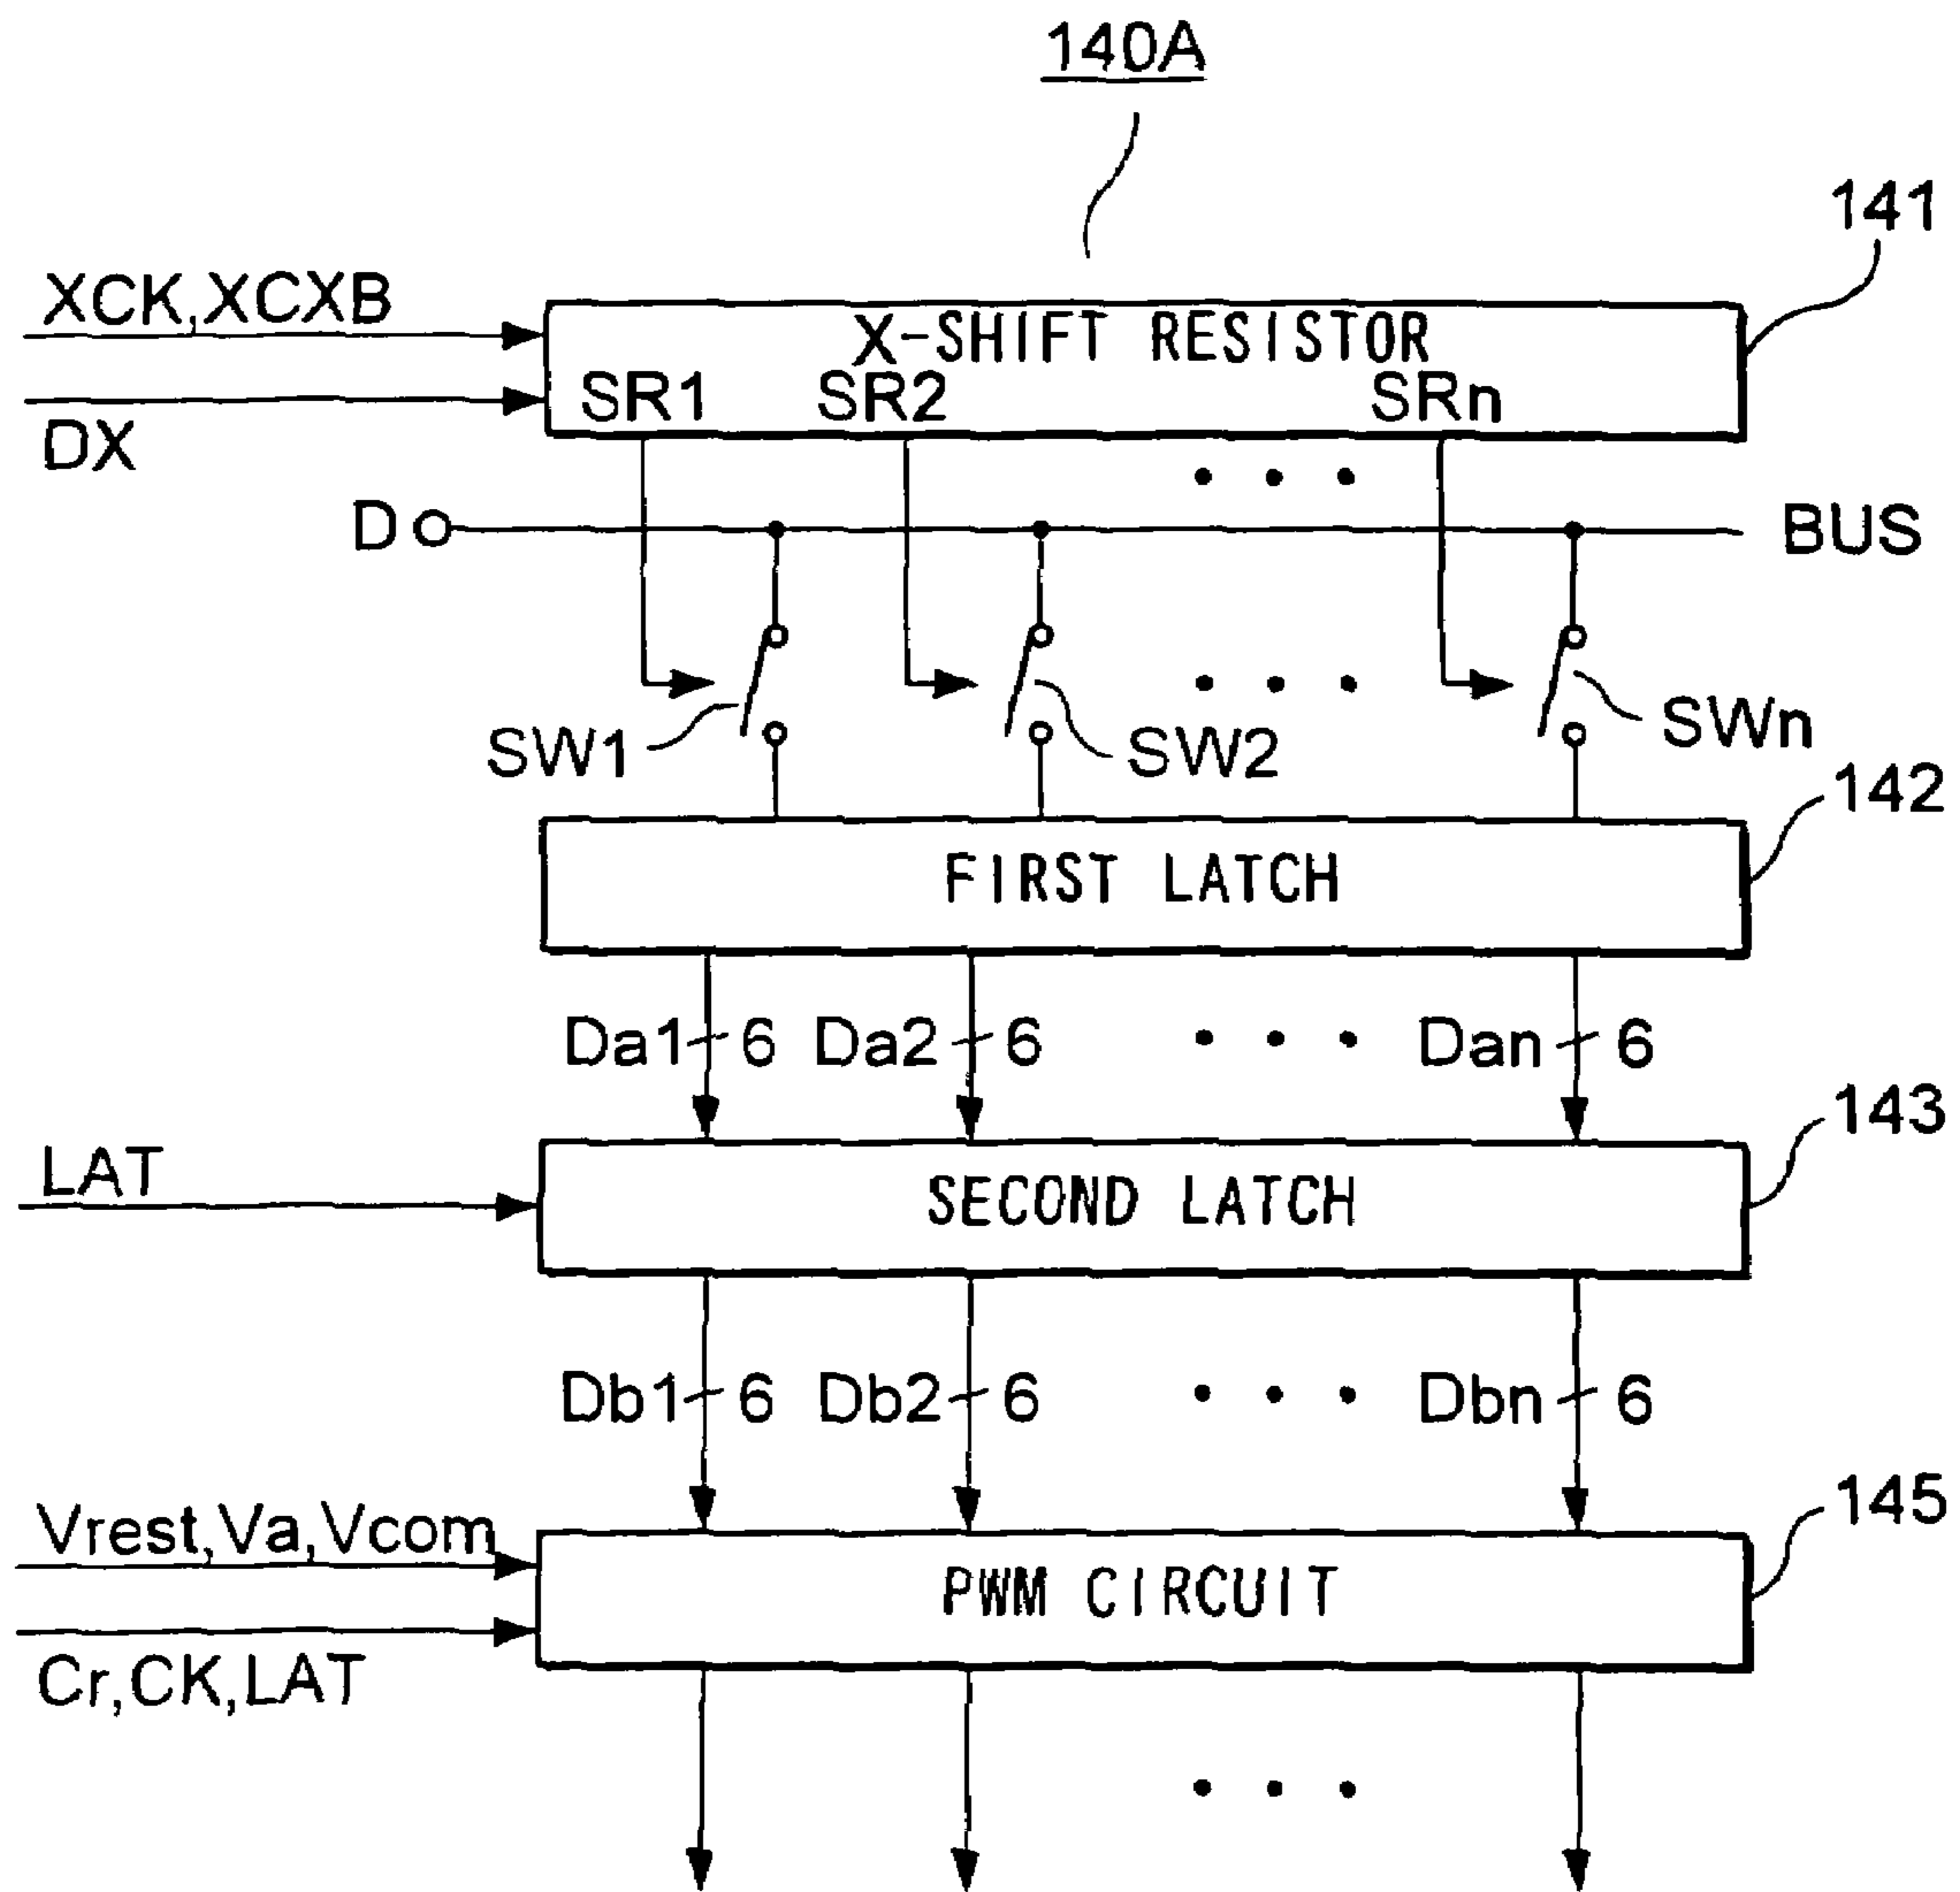 140A
141
XCK,XCXB
X-SHIFT RESISTOR
SR1 SR2 SRn
DX
D BUS
SW1 SW2 SWn
142
FIRST LATCH
Da1 6 Da2 6 Dan 6
143
LAT
SECOND LATCH
Db1 6 Db2 6 Dbn 6
145
Vrest,Va,Vcom
PWM CIRCUIT
Cr,CK,LAT